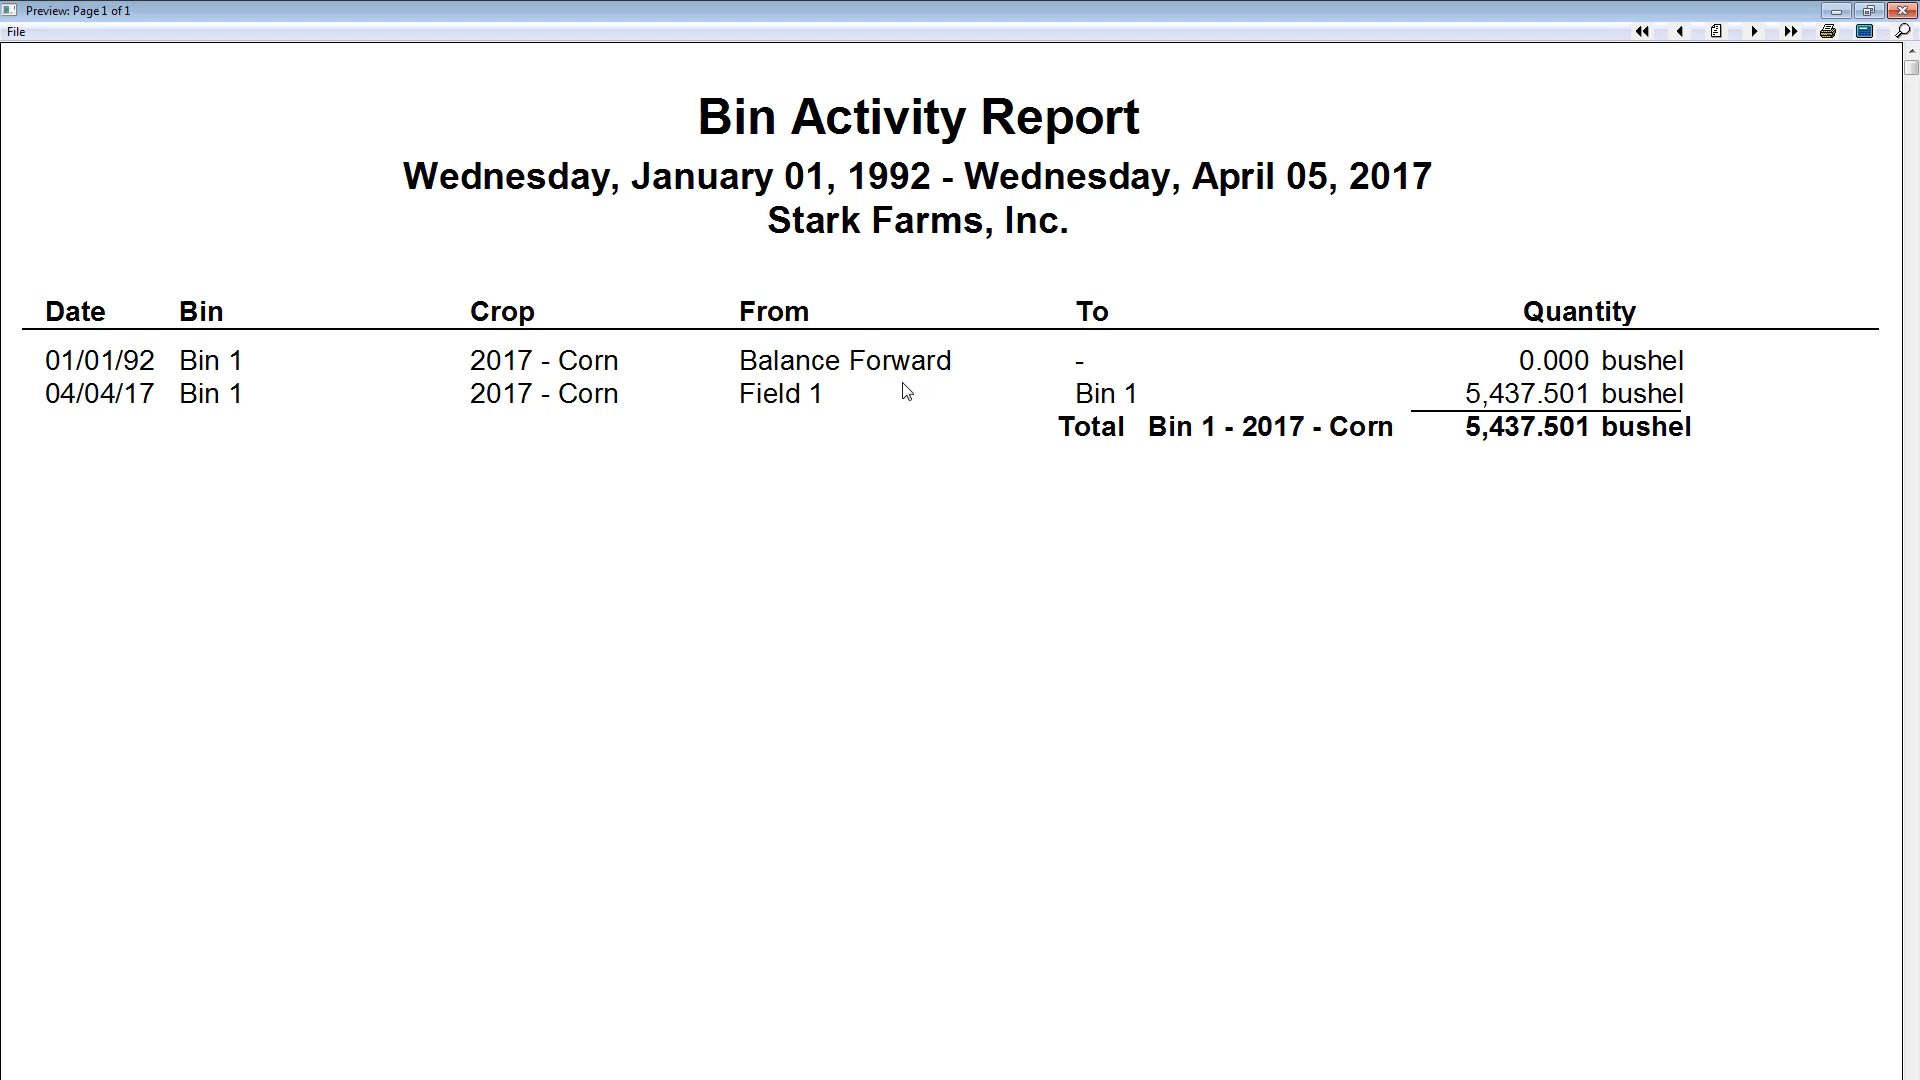 Preview: Page 1 of 1
File
Bin Activity Report
Wednesday, January 01, 1992 - Wednesday, April 05, 2017
Stark Farms, Inc.
Date Bin Crop From To Quantity
01/01/92 Bin 1 2017 - Corn Balance Forward - 0.000 bushel
04/04/17 Bin 1 2017 - Corn Field 1 Bin 1 5,437.501 bushel
Total Bin 1 - 2017 - Corn 5,437.501 bushel